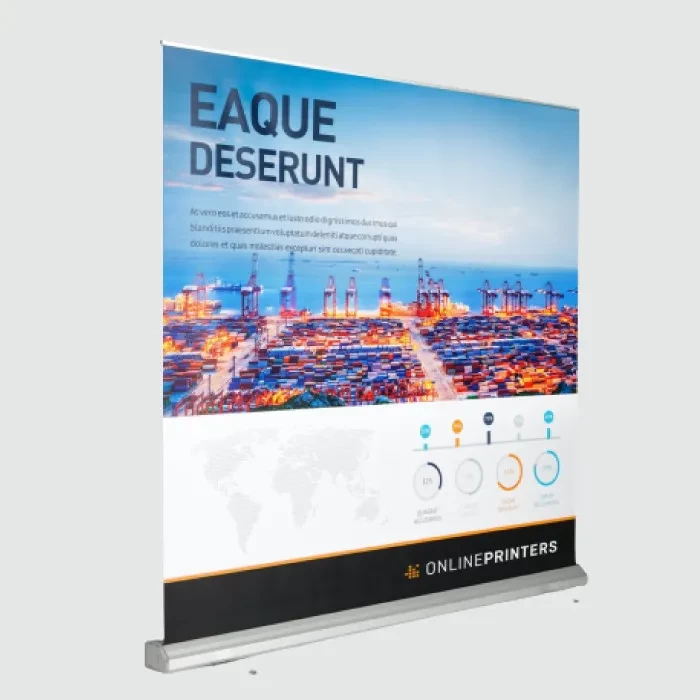 EAQUE
DESERUNT
Ac vero eos et accusamus et iusto odio dignissimos ducimus qui
blanditiis praesentium voluptatum deleniti atque corrupti quos
dolores et quas molestias excepturi sint occaecati cupiditate
ONLINEPRINTERS